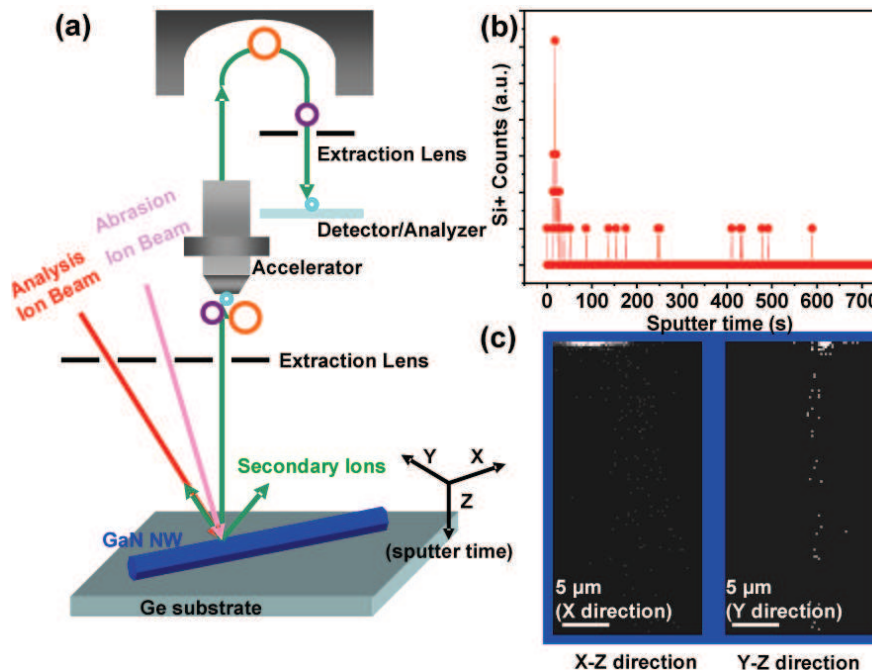 (a)
Extraction Lens
Detector/Analyzer
Abrasion
Ion Beam
Analysis
Ion Beam
Accelerator
Extraction Lens
Secondary Ions
Y
X
Z
(sputter time)
GaN NW
Ge substrate
(b)
Si+ Counts (a.u.)
0 100 200 300 400 500 600 700
Sputter time (s)
(c)
5 µm
(X direction)
5 µm
(Y direction)
X-Z direction
Y-Z direction